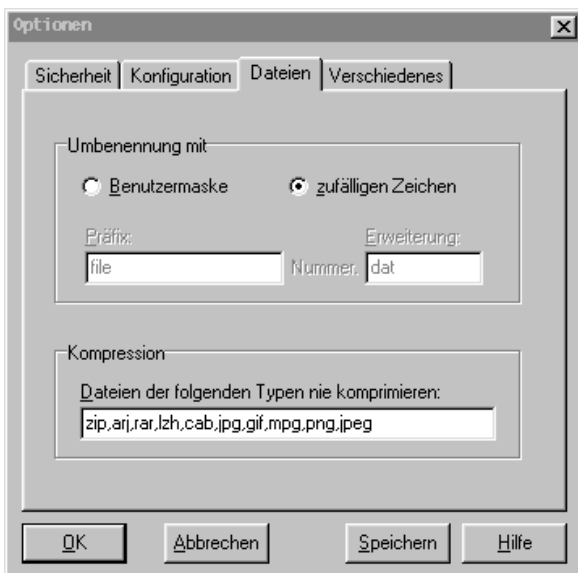 Optionen
Sicherheit Konfiguration Dateien Verschiedenes
Umbenennung mit
Benutzermaske zufälligen Zeichen
Präfix: Erweiterung:
file Nummer. dat
Kompression
Dateien der folgenden Typen nie komprimieren:
zip,arj,rar,lzh,cab,jpg,gif,mpg,png,jpeg
OK Abbrechen Speichern Hilfe